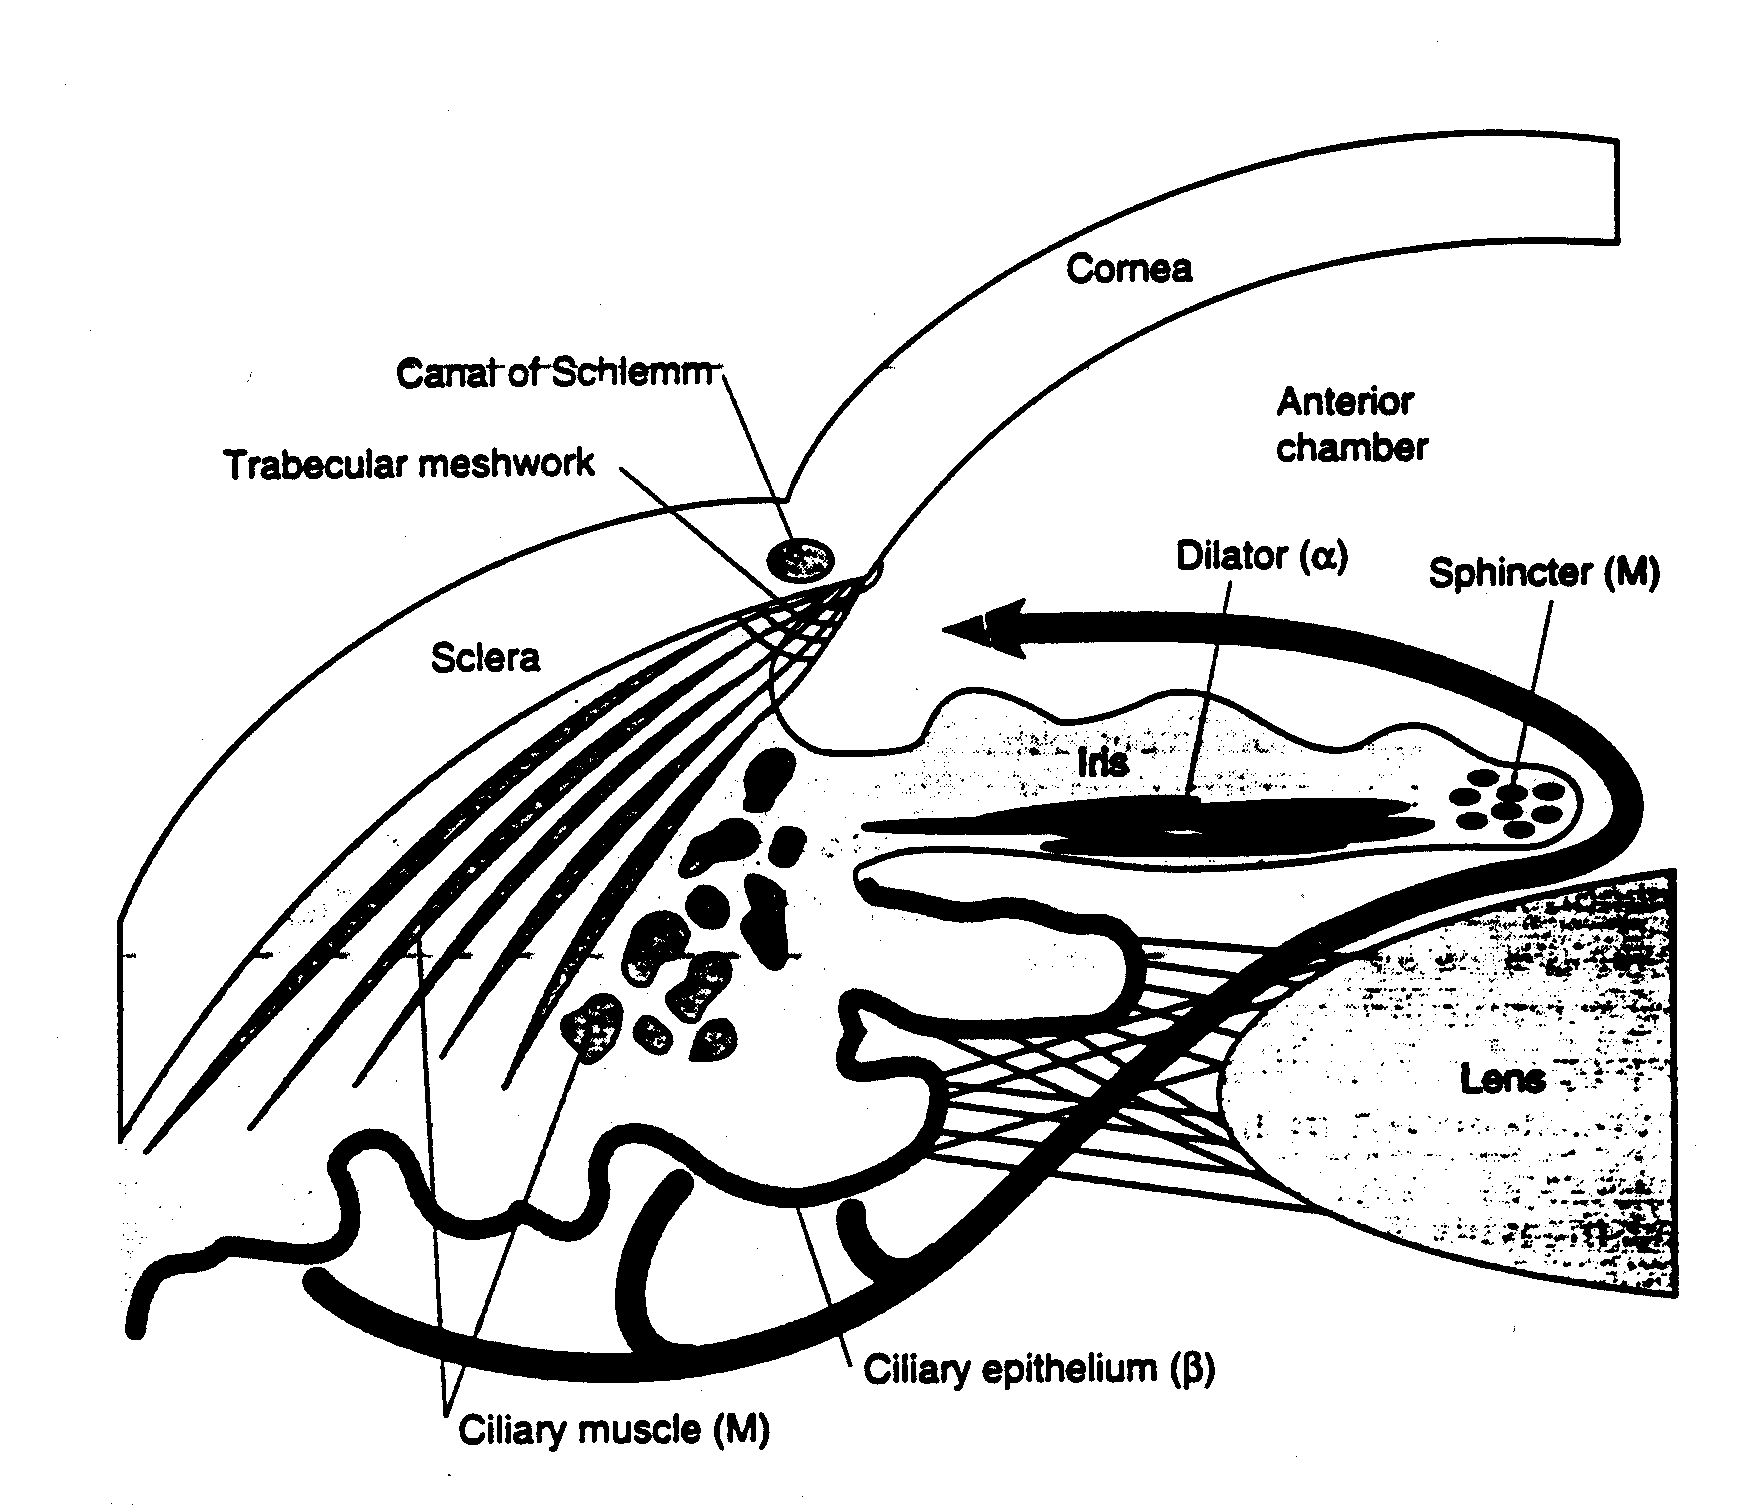 Cornea
Canal of Schlemm
Anterior
chamber
Trabecular meshwork
Dilator (α)
Sphincter (M)
Sclera
Iris
Lens
Ciliary epithelium (β)
Ciliary muscle (M)